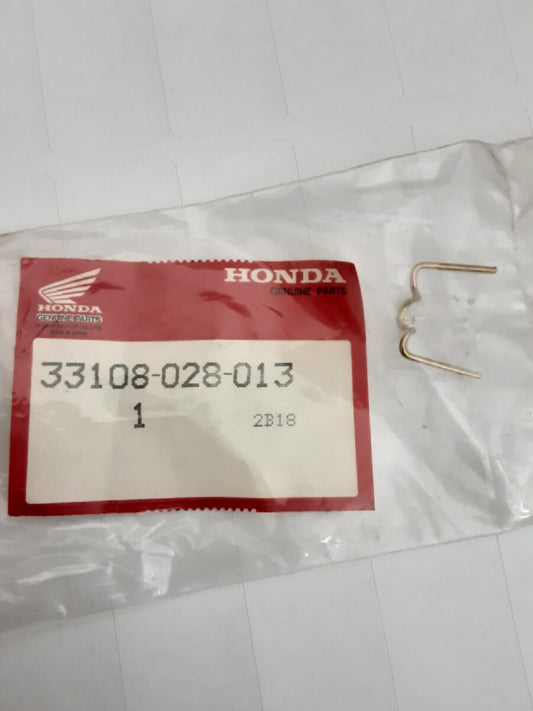 HONDA
GENUINE PARTS
HONDA
GENUINE PARTS
33108-028-013
1
2B18